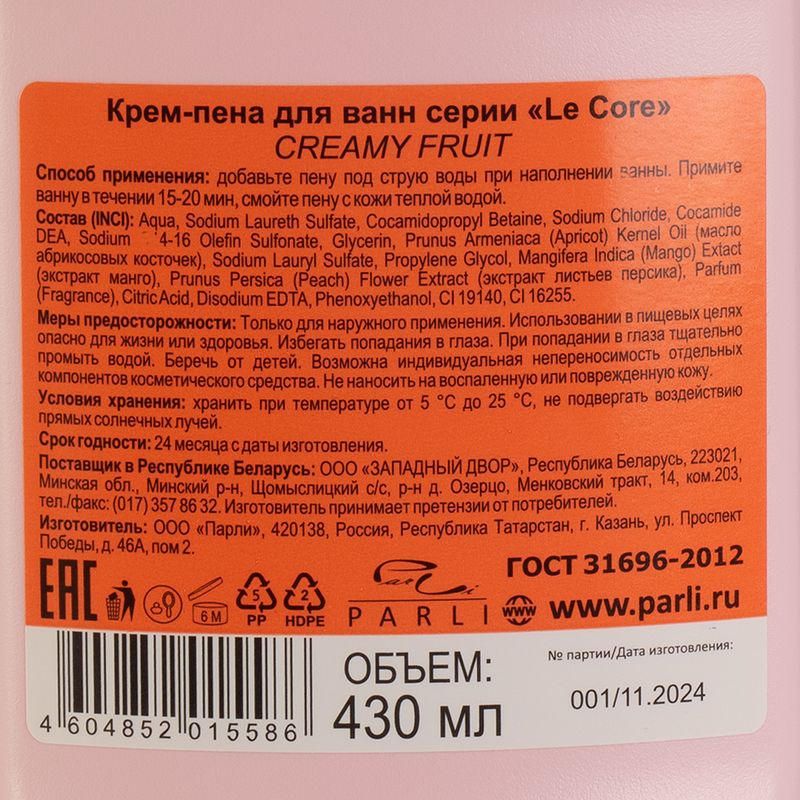 Крем-пена для ванн серии «Le Core»
CREAMY FRUIT
Способ применения: добавьте пену под струю воды при наполнении ванны. Примите
ванну в течении 15-20 мин, смойте пену с кожи теплой водой.
Состав (INCI): Aqua, Sodium Laureth Sulfate, Cocamidopropyl Betaine, Sodium Chloride, Cocamide
DEA, Sodium 4-16 Olefin Sulfonate, Glycerin, Prunus Armeniaca (Apricot) Kernel Oil (масло
абрикосовых косточек), Sodium Lauryl Sulfate, Propylene Glycol, Mangifera Indica (Mango) Extact
(экстракт манго), Prunus Persica (Peach) Flower Extract (экстракт листьев персика), Parfum
(Fragrance), Citric Acid, Disodium EDTA, Phenoxyethanol, CI 19140, CI 16255.
Меры предосторожности: Только для наружного применения. Использовании в пищевых целях
опасно для жизни или здоровья. Избегать попадания в глаза. При попадании в глаза тщательно
промыть водой. Беречь от детей. Возможна индивидуальная непереносимость отдельных
компонентов косметического средства. Не наносить на воспаленную или поврежденную кожу.
Условия хранения: хранить при температуре от 5 °C до 25 °C, не подвергать воздействию
прямых солнечных лучей.
Срок годности: 24 месяца с даты изготовления.
Поставщик в Республике Беларусь: ООО «ЗАПАДНЫЙ ДВОР», Республика Беларусь, 223021,
Минская обл., Минский р-н, Щомыслицкий с/с, р-н д. Озерцо, Менковский тракт, 14, ком.203,
тел./факс: (017) 357 86 32. Изготовитель принимает претензии от потребителей.
Изготовитель: ООО «Парли», 420138, Россия, Республика Татарстан, г. Казань, ул. Проспект
Победы, д. 46А, пом 2.
ГОСТ 31696-2012
EAC 6 M 5 PP 2 HDPE Parli PARLI www www.parli.ru
4 604852 015586
ОБЪЕМ:
430 мл
№ партии/Дата изготовления:
001/11.2024